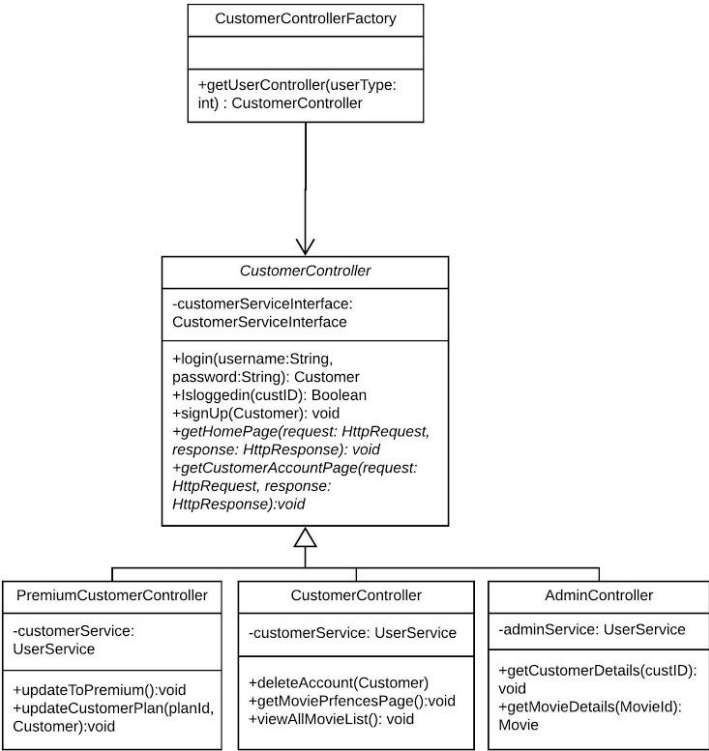 CustomerControllerFactory
+getUserController(userType:
int) : CustomerController
CustomerController
-customerServiceInterface:
CustomerServiceInterface
+login(username:String,
password:String): Customer
+Isloggedin(custID): Boolean
+signUp(Customer): void
+getHomePage(request: HttpRequest,
response: HttpResponse): void
+getCustomerAccountPage(request:
HttpRequest, response:
HttpResponse):void
PremiumCustomerController
-customerService:
UserService
+updateToPremium():void
+updateCustomerPlan(planId,
Customer):void
CustomerController
-customerService: UserService
+deleteAccount(Customer)
+getMoviePrfencesPage():void
+viewAllMovieList(): void
AdminController
-adminService: UserService
+getCustomerDetails(custID):
void
+getMovieDetails(MovieId):
Movie